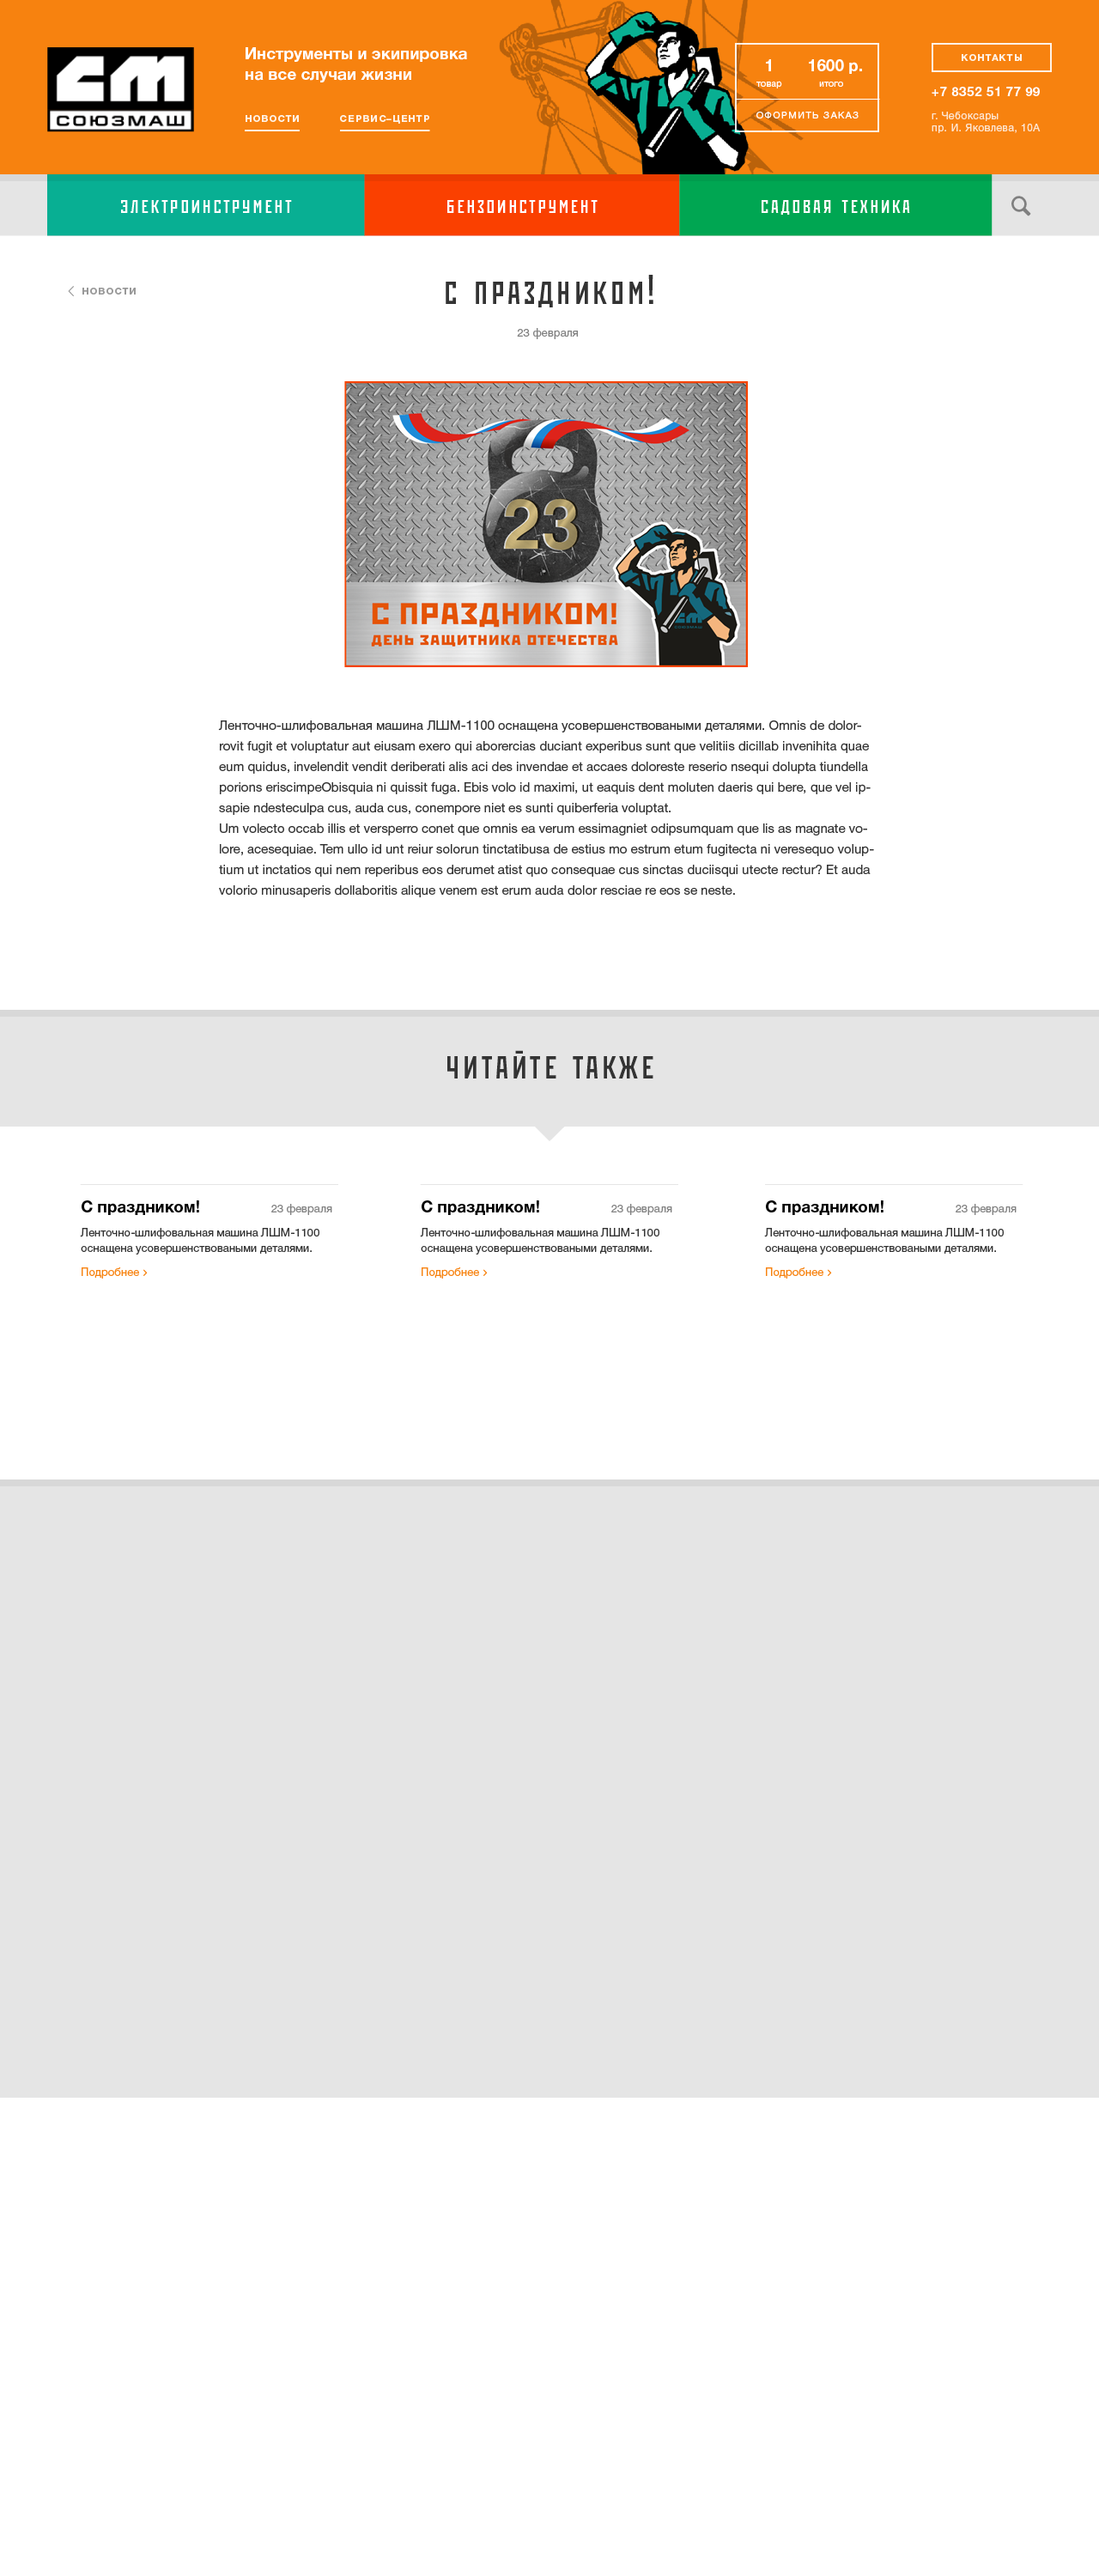 СМ
СОЮЗМАШ
Инструменты и экипировка
на все случаи жизни
НОВОСТИ
СЕРВИС-ЦЕНТР
1
товар
1600 р.
итого
ОФОРМИТЬ ЗАКАЗ
КОНТАКТЫ
+7 8352 51 77 99
г. Чебоксары
пр. И. Яковлева, 10А
ЭЛЕКТРОИНСТРУМЕНТ
БЕНЗОИНСТРУМЕНТ
САДОВАЯ ТЕХНИКА
НОВОСТИ
С ПРАЗДНИКОМ!
23 февраля
23
С ПРАЗДНИКОМ!
ДЕНЬ ЗАЩИТНИКА ОТЕЧЕСТВА
Ленточно-шлифовальная машина ЛШМ-1100 оснащена усовершенствоваными деталями. Omnis de dolor-
rovit fugit et voluptatur aut eiusam exero qui aborercias duciant experibus sunt que velitiis dicillab invenihita quae
eum quidus, invelendit vendit deriberati alis aci des invendae et accaes doloreste reserio nsequi dolupta tiundella
porions eriscimpeObisquia ni quissit fuga. Ebis volo id maximi, ut eaquis dent moluten daeris qui bere, que vel ip-
sapie ndesteculpa cus, auda cus, conempore niet es sunti quiberferia voluptat.
Um volecto occab illis et versperro conet que omnis ea verum essimagniet odipsumquam que lis as magnate vo-
lore, acesequiae. Tem ullo id unt reiur solorun tinctatibusa de estius mo estrum etum fugitecta ni veresequo volup-
tium ut inctatios qui nem reperibus eos derumet atist quo consequae cus sinctas duciisqui utecte rectur? Et auda
volorio minusaperis dollaboritis alique venem est erum auda dolor resciae re eos se neste.
ЧИТАЙТЕ ТАКЖЕ
С праздником!
23 февраля
Ленточно-шлифовальная машина ЛШМ-1100
оснащена усовершенствоваными деталями.
Подробнее
С праздником!
23 февраля
Ленточно-шлифовальная машина ЛШМ-1100
оснащена усовершенствоваными деталями.
Подробнее
С праздником!
23 февраля
Ленточно-шлифовальная машина ЛШМ-1100
оснащена усовершенствоваными деталями.
Подробнее